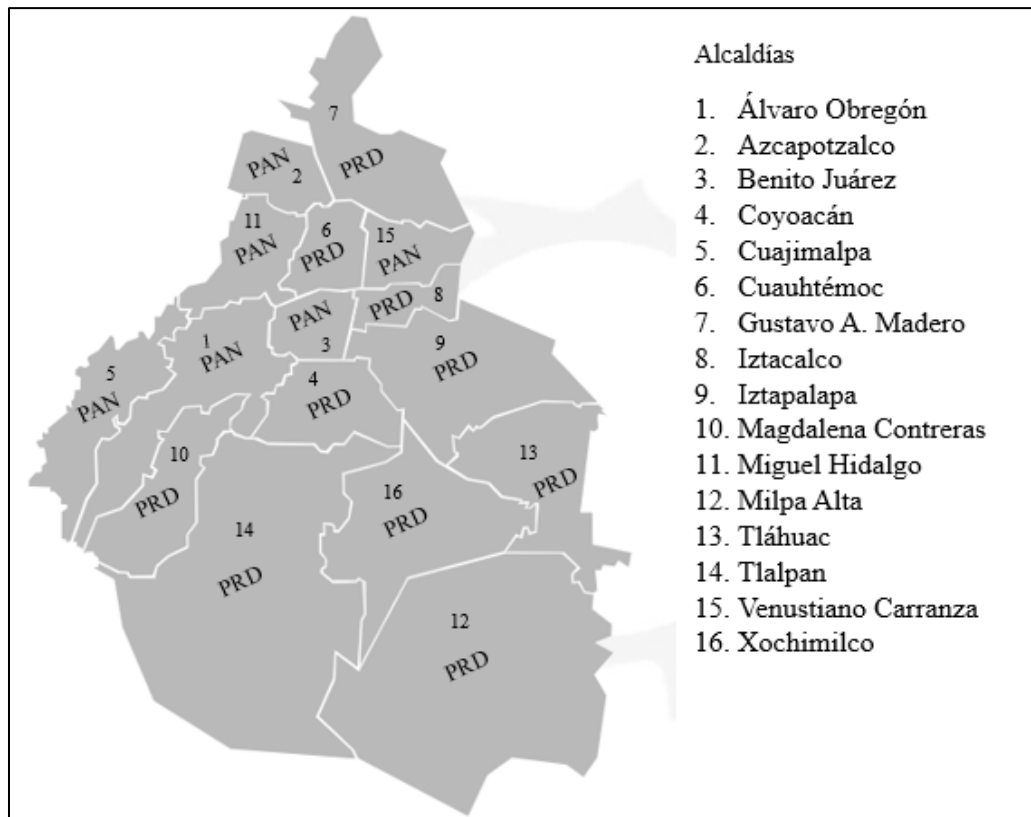 Alcaldías
1. Álvaro Obregón
2. Azcapotzalco
3. Benito Juárez
4. Coyoacán
5. Cuajimalpa
6. Cuauhtémoc
7. Gustavo A. Madero
8. Iztacalco
9. Iztapalapa
10. Magdalena Contreras
11. Miguel Hidalgo
12. Milpa Alta
13. Tláhuac
14. Tlalpan
15. Venustiano Carranza
16. Xochimilco
7
PRD
PAN
2
11
PAN
6
PRD
15
PAN
PRD
8
PAN
3
1
PAN
9
PRD
5
PAN
4
PRD
10
PRD
13
PRD
16
PRD
14
PRD
12
PRD